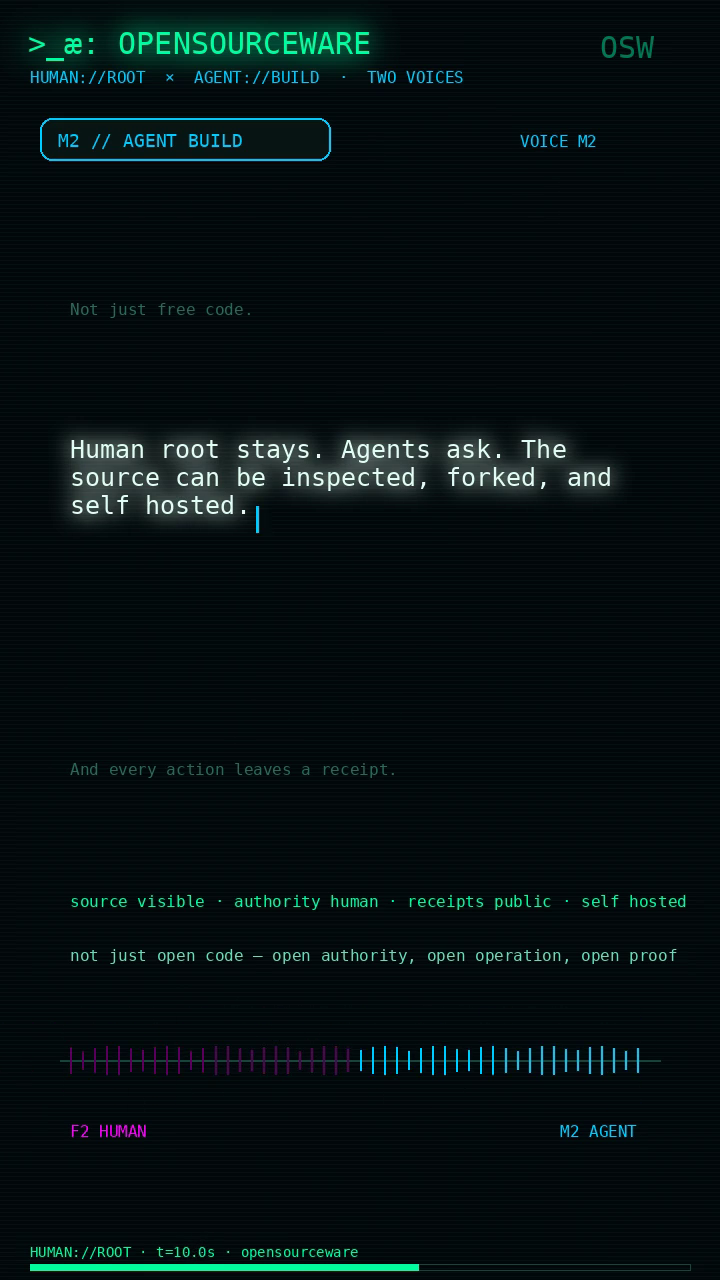 >_æ: OPENSOURCEWARE
OSW
HUMAN://ROOT × AGENT://BUILD · TWO VOICES
M2 // AGENT BUILD
VOICE M2
Not just free code.
Human root stays. Agents ask. The
source can be inspected, forked, and
self hosted.
And every action leaves a receipt.
source visible · authority human · receipts public · self hosted
not just open code — open authority, open operation, open proof
F2 HUMAN
M2 AGENT
HUMAN://ROOT · t=10.0s · opensourceware